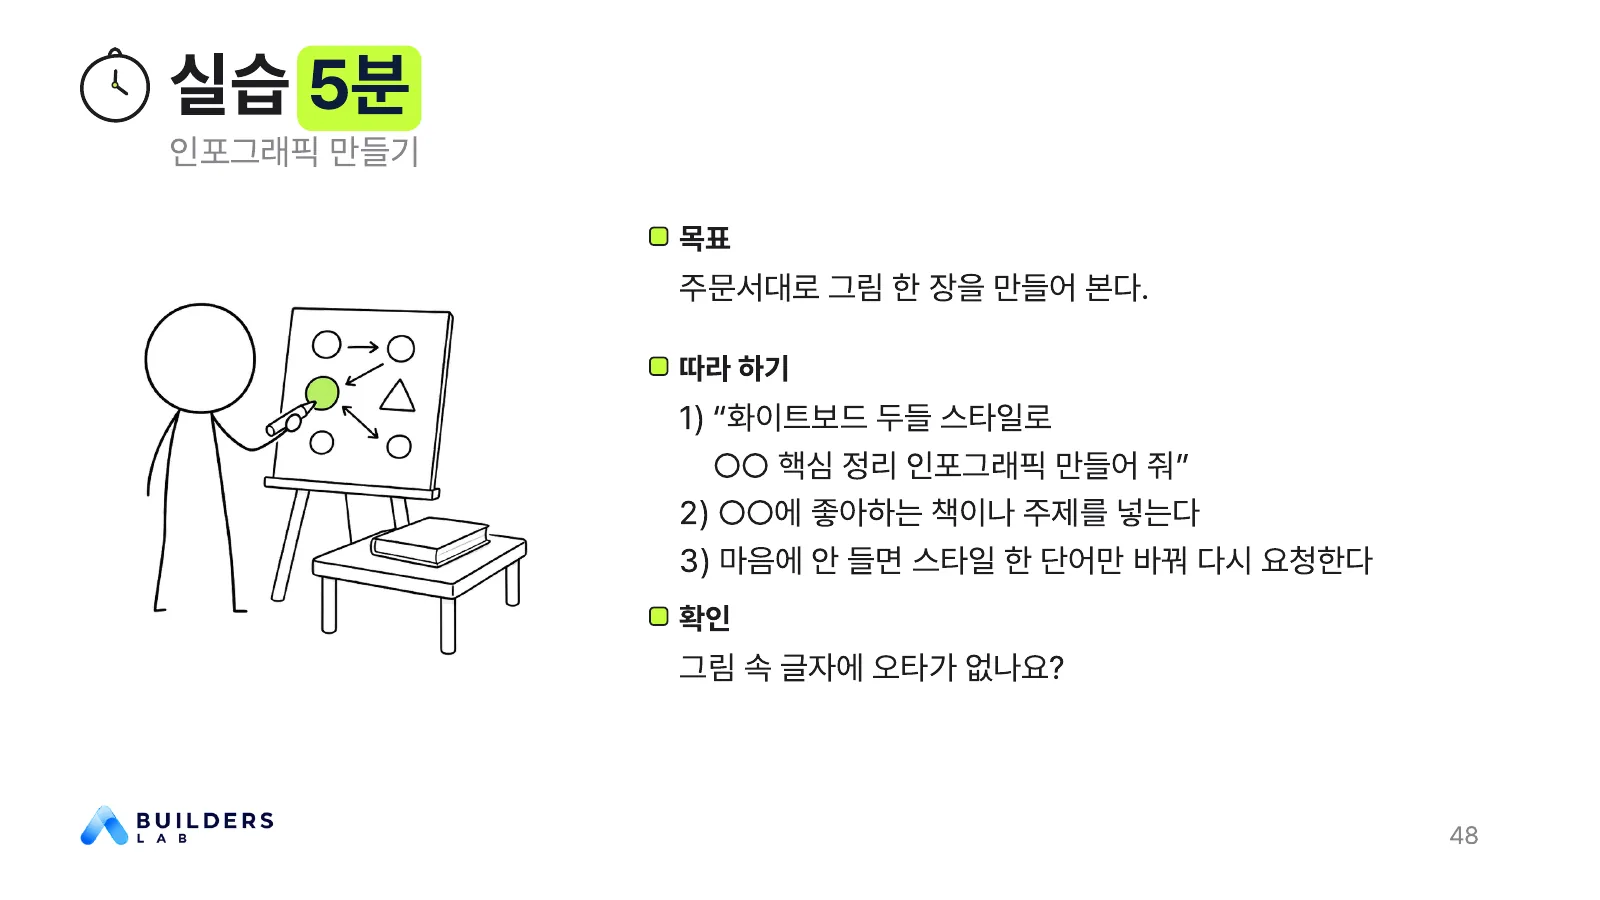 실습 5분
인포그래픽 만들기
목표
주문서대로 그림 한 장을 만들어 본다.
따라 하기
1) “화이트보드 두들 스타일로
○○ 핵심 정리 인포그래픽 만들어 줘”
2) ○○에 좋아하는 책이나 주제를 넣는다
3) 마음에 안 들면 스타일 한 단어만 바꿔 다시 요청한다
확인
그림 속 글자에 오타가 없나요?
BUILDERS
LAB
48